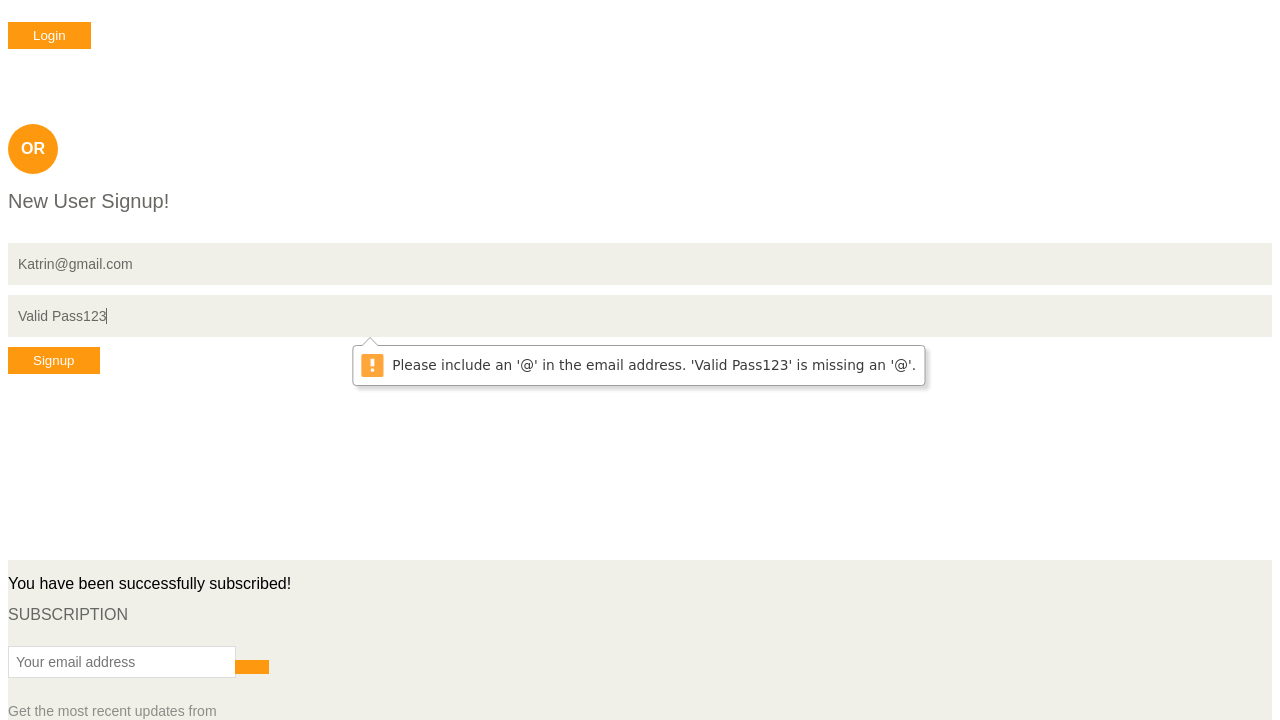 Login
OR
New User Signup!
Katrin@gmail.com
Valid Pass123
Signup
Please include an '@' in the email address. 'Valid Pass123' is missing an '@'.
You have been successfully subscribed!
SUBSCRIPTION
Your email address
Get the most recent updates from